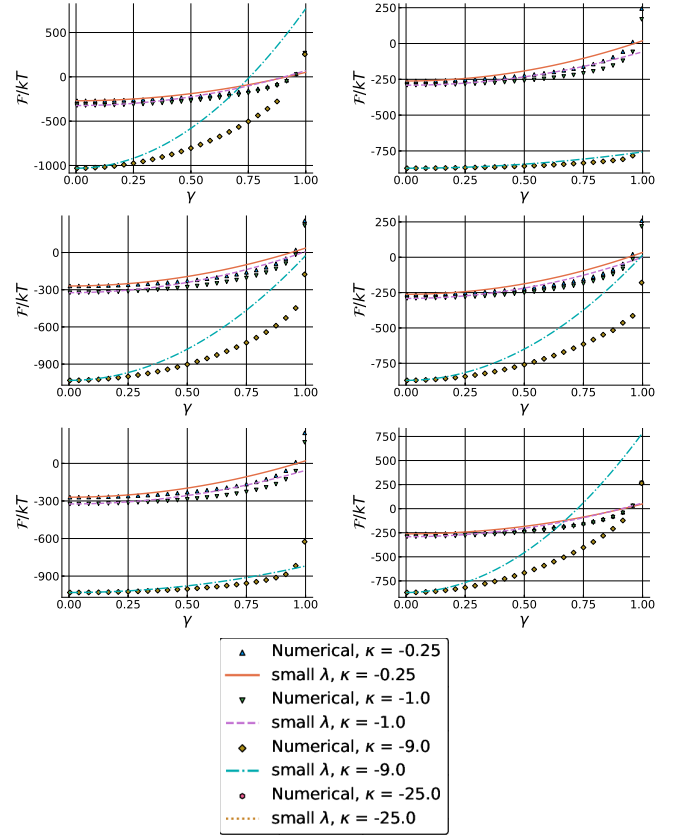 500
0
-500
-1000
F/kT
0.00 0.25 0.50 0.75 1.00
γ
250
0
-250
-500
-750
F/kT
0.00 0.25 0.50 0.75 1.00
γ
0
-300
-600
-900
F/kT
0.00 0.25 0.50 0.75 1.00
γ
250
0
-250
-500
-750
F/kT
0.00 0.25 0.50 0.75 1.00
γ
0
-300
-600
-900
F/kT
0.00 0.25 0.50 0.75 1.00
γ
750
500
250
0
-250
-500
-750
F/kT
0.00 0.25 0.50 0.75 1.00
γ
Numerical, κ = -0.25
small λ, κ = -0.25
Numerical, κ = -1.0
small λ, κ = -1.0
Numerical, κ = -9.0
small λ, κ = -9.0
Numerical, κ = -25.0
small λ, κ = -25.0